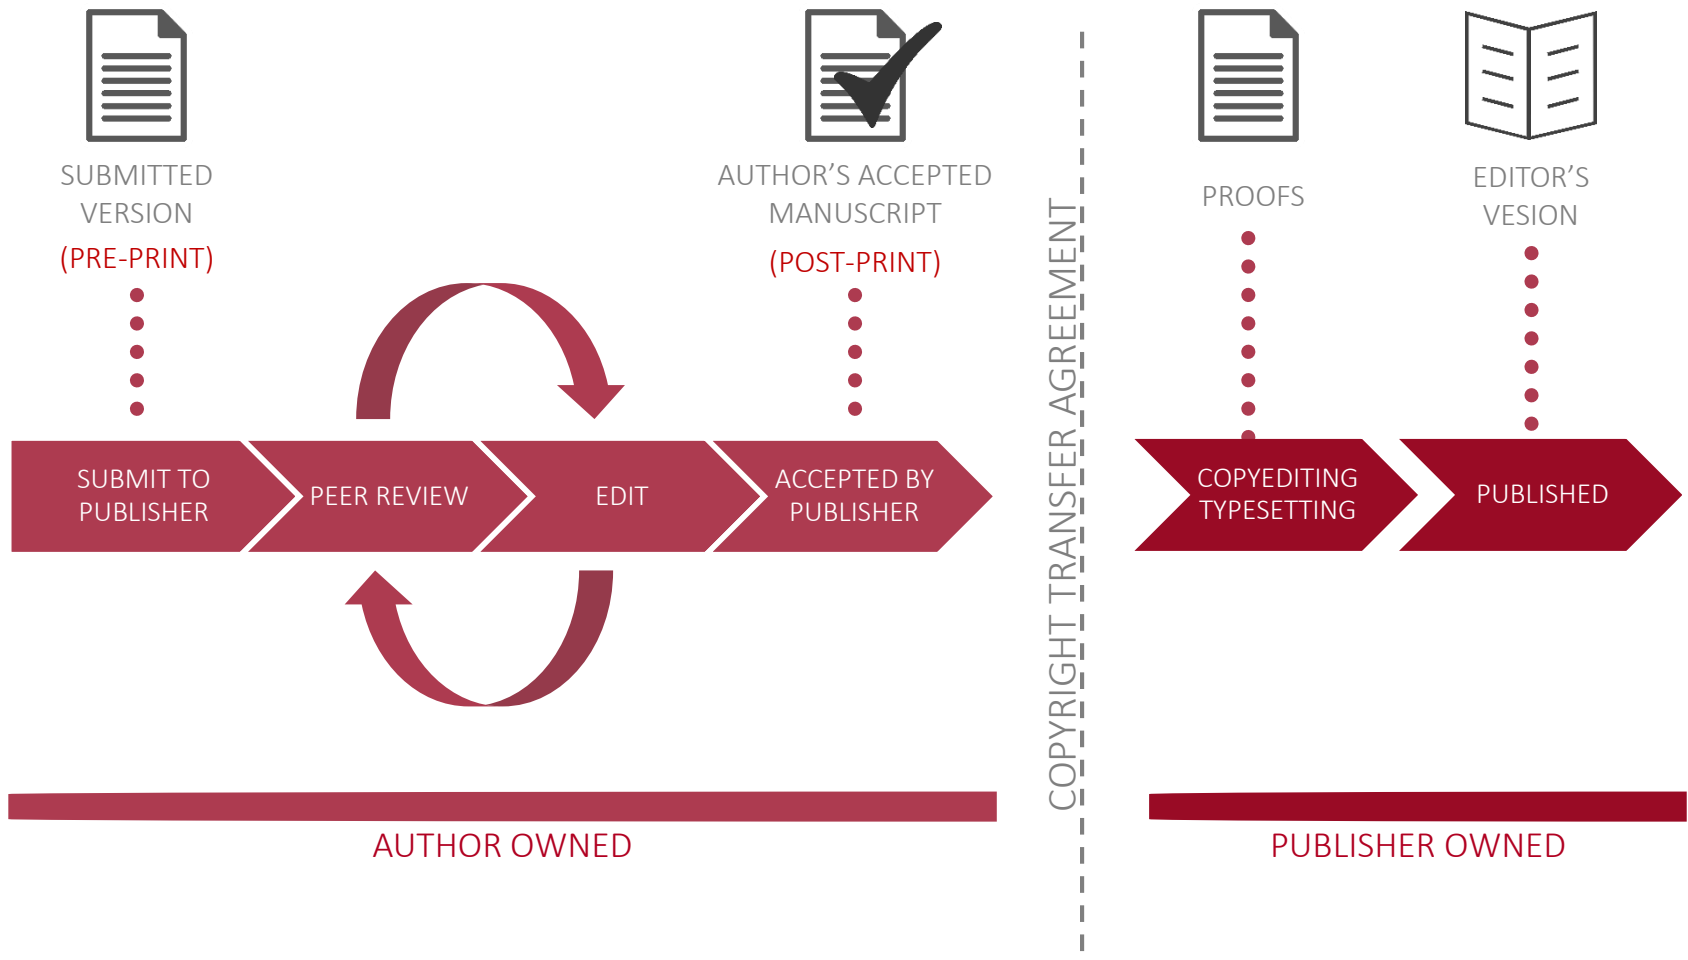 SUBMITTED
VERSION
(PRE-PRINT)
AUTHOR’S ACCEPTED
MANUSCRIPT
(POST-PRINT)
PROOFS
EDITOR’S
VESION
COPYRIGHT TRANSFER AGREEMENT
SUBMIT TO
PUBLISHER
PEER REVIEW
EDIT
ACCEPTED BY
PUBLISHER
COPYEDITING
TYPESETTING
PUBLISHED
AUTHOR OWNED
PUBLISHER OWNED